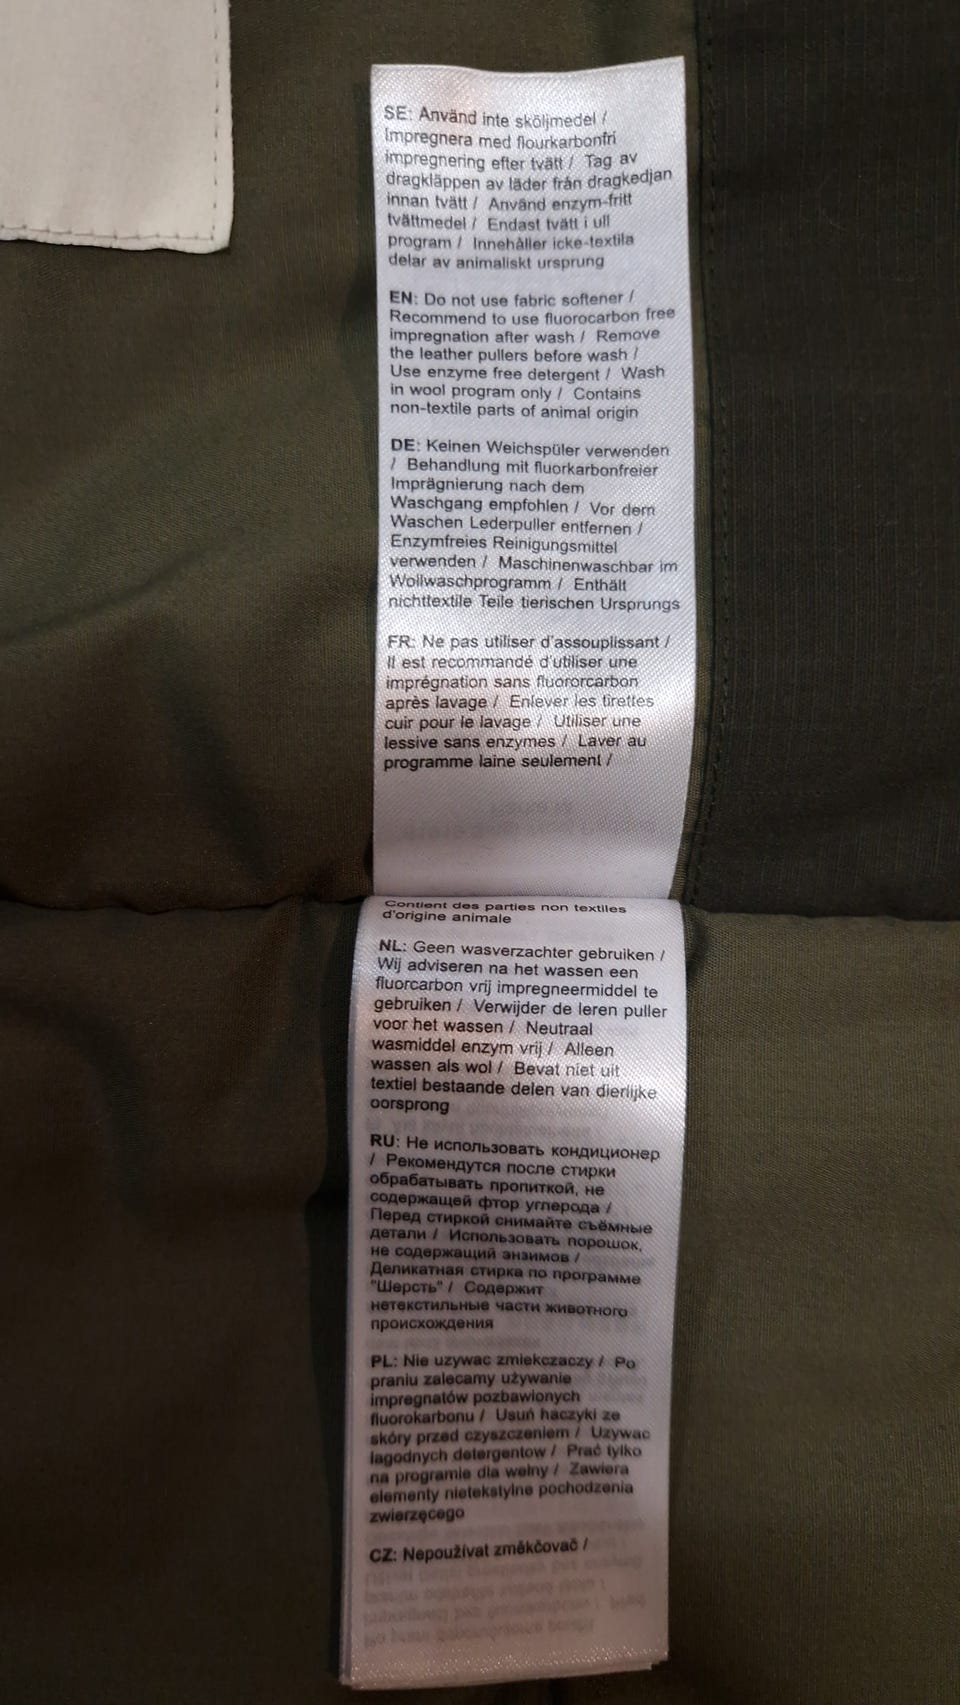 SE: Använd inte sköljmedel /
Impregnera med flourkarbonfri
impregnering efter tvätt / Tag av
dragkläppen av läder från dragkedjan
innan tvätt / Använd enzym-fritt
tvättmedel / Endast tvätt i ull
program / Innehåller icke-textila
delar av animaliskt ursprung
EN: Do not use fabric softener /
Recommend to use fluorocarbon free
impregnation after wash / Remove
the leather pullers before wash /
Use enzyme free detergent / Wash
in wool program only / Contains
non-textile parts of animal origin
DE: Keinen Weichspüler verwenden
/ Behandlung mit fluorkarbonfreier
Imprägnierung nach dem
Waschgang empfohlen / Vor dem
Waschen Lederpuller entfernen /
Enzymfreies Reinigungsmittel
verwenden / Maschinenwaschbar im
Wollwaschprogramm / Enthält
nichttextile Teile tierischen Ursprungs
FR: Ne pas utiliser d'assouplissant /
Il est recommandé d'utiliser une
imprégnation sans fluororcarbon
après lavage / Enlever les tirettes
cuir pour le lavage / Utiliser une
lessive sans enzymes / Laver au
programme laine seulement /
Contient des parties non textiles
d'origine animale
NL: Geen wasverzachter gebruiken /
Wij adviseren na het wassen een
fluorcarbon vrij impregneermiddel te
gebruiken / Verwijder de leren puller
voor het wassen / Neutraal
wasmiddel enzym vrij / Alleen
wassen als wol / Bevat niet uit
textiel bestaande delen van dierlijke
oorsprong
RU: Не использовать кондиционер
/ Рекомендутся после стирки
обрабатывать пропиткой, не
содержащей фтор углерода /
Перед стиркой снимайте съёмные
детали / Использовать порошок,
не содержащий энзимов /
Деликатная стирка по программе
"Шерсть" / Содержит
нетекстильные части животного
происхождения
PL: Nie uzywac zmiekczaczy / Po
praniu zalecamy używanie
impregnatów pozbawionych
fluorokarbonu / Usuń haczyki ze
skóry przed czyszczeniem / Uzywac
łagodnych detergentow / Prać tylko
na programie dla wełny / Zawiera
elementy nietekstylne pochodzenia
zwierzęcego
CZ: Nepoužívat změkčovač /